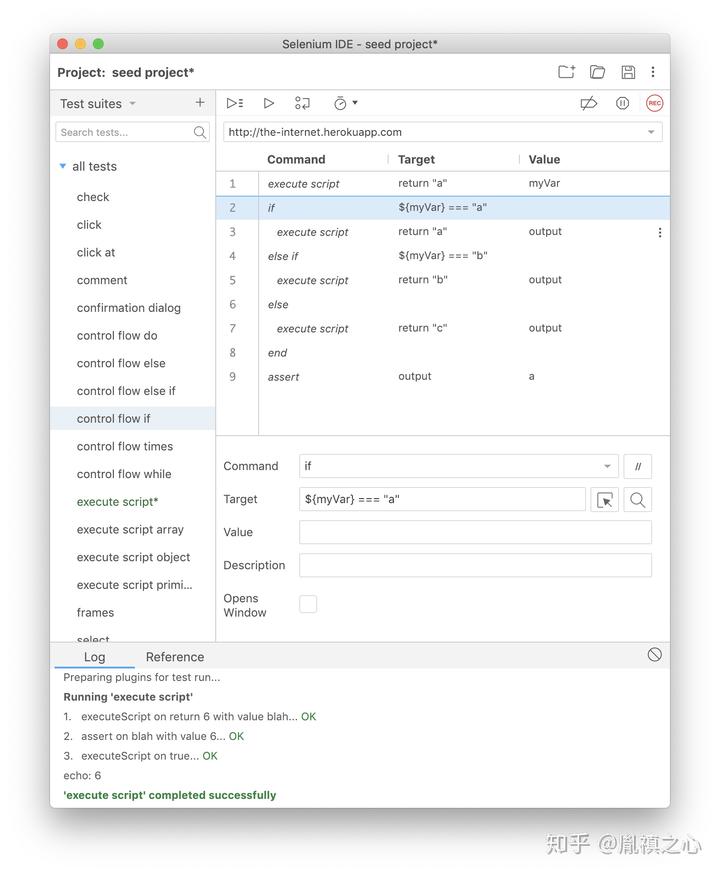 Selenium IDE - seed project*
Project: seed project*
Test suites
+
Search tests...
REC
http://the-internet.herokuapp.com
all tests
check
click
click at
comment
confirmation dialog
control flow do
control flow else
control flow else if
control flow if
control flow times
control flow while
execute script*
execute script array
execute script object
execute script primi...
frames
select
Command Target Value
1 execute script return "a" myVar
2 if ${myVar} === "a"
3 execute script return "a" output
4 else if ${myVar} === "b"
5 execute script return "b" output
6 else
7 execute script return "c" output
8 end
9 assert output a
Command if //
Target ${myVar} === "a"
Value
Description
Opens
Window
Log Reference
Preparing plugins for test run...
Running 'execute script'
1. executeScript on return 6 with value blah... OK
2. assert on blah with value 6... OK
3. executeScript on true... OK
echo: 6
'execute script' completed successfully
知乎 @胤禛之心